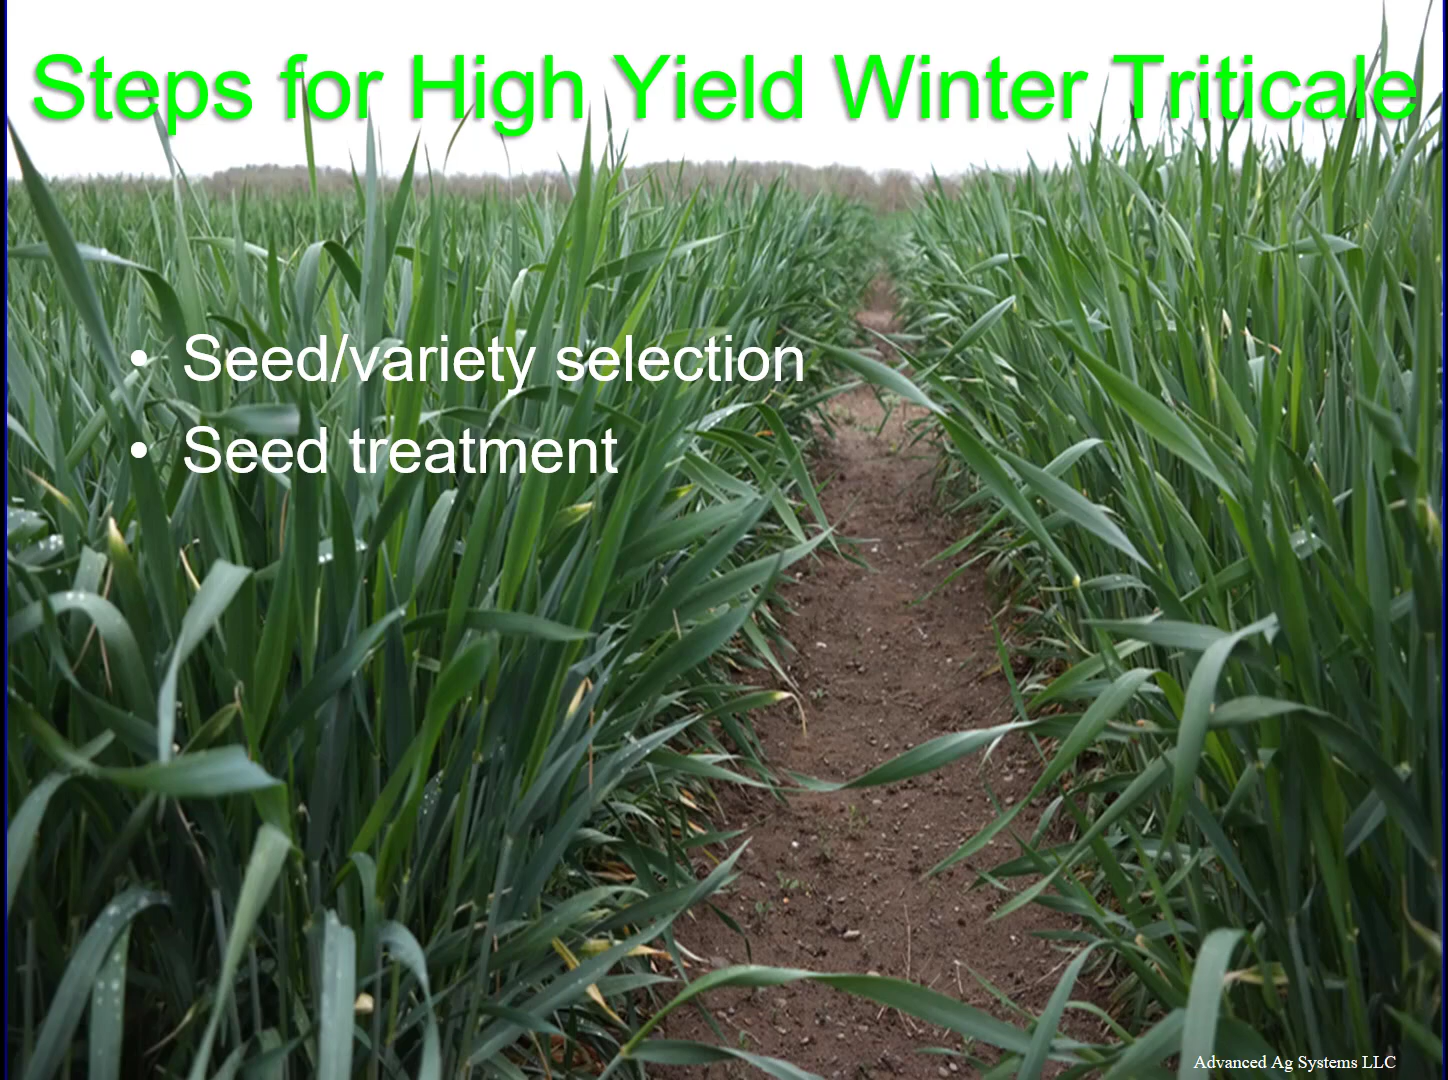 Steps for High Yield Winter Triticale
• Seed/variety selection
• Seed treatment
Advanced Ag Systems LLC